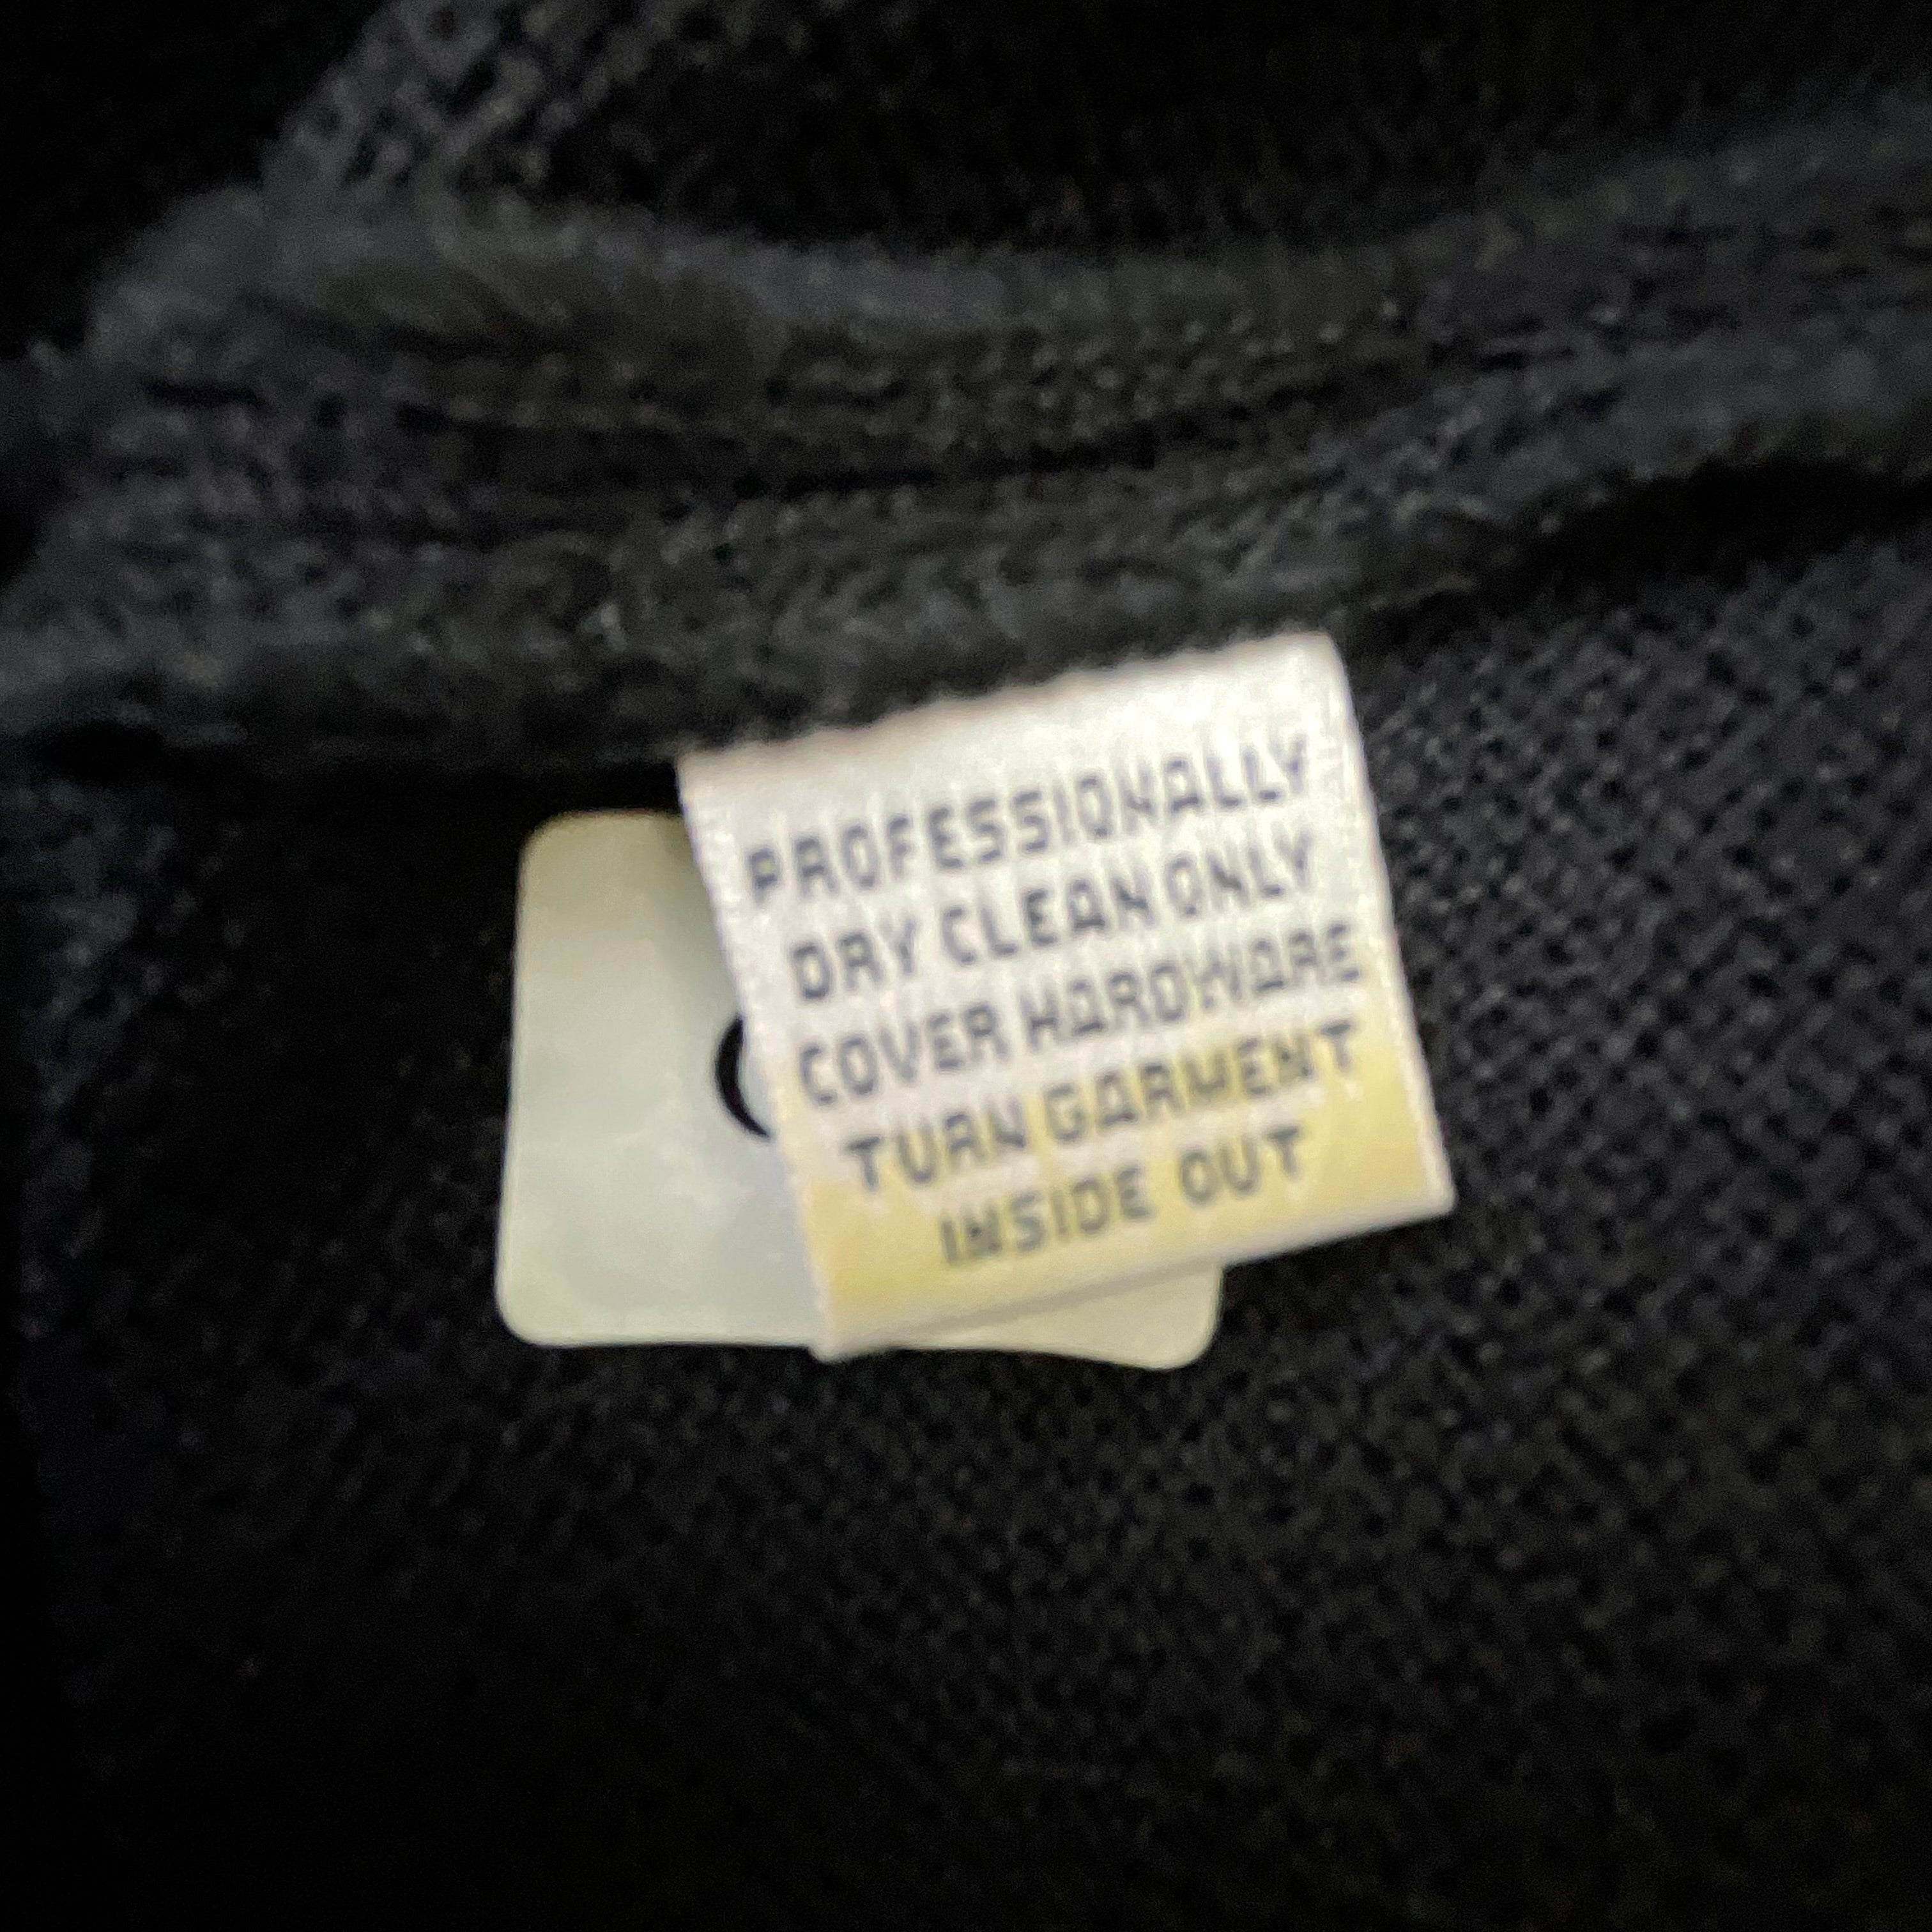 PROFESSIONALLY
DRY CLEAN ONLY
COVER HARDWARE
TURN GARMENT
INSIDE OUT